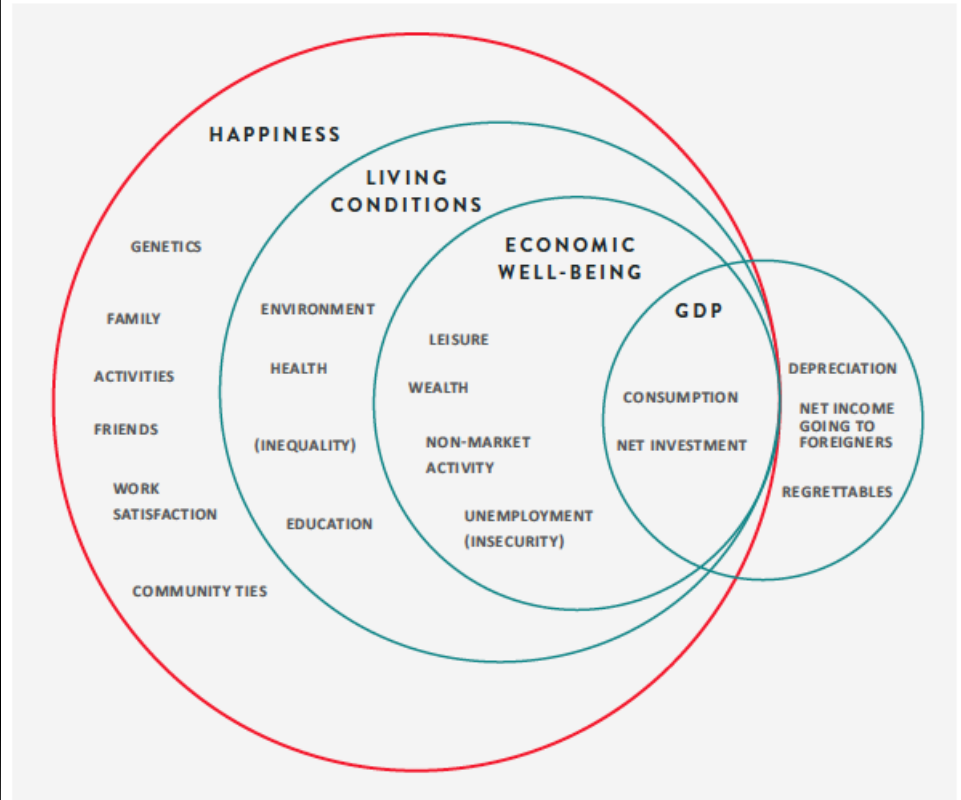 HAPPINESS
GENETICS
FAMILY
ACTIVITIES
FRIENDS
WORK
SATISFACTION
COMMUNITY TIES
LIVING
CONDITIONS
ENVIRONMENT
HEALTH
(INEQUALITY)
EDUCATION
ECONOMIC
WELL-BEING
LEISURE
WEALTH
NON-MARKET
ACTIVITY
UNEMPLOYMENT
(INSECURITY)
GDP
CONSUMPTION
NET INVESTMENT
DEPRECIATION
NET INCOME
GOING TO
FOREIGNERS
REGRETTABLES